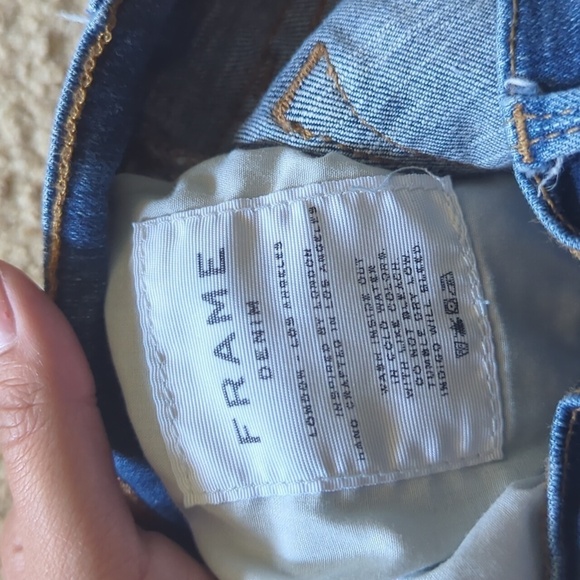 FRAME
DENIM
LONDON - LOS ANGELES
INSPIRED BY LONDON
HAND CRAFTED IN LOS ANGELES
WASH INSIDE OUT
IN COLD WATER
WITH LIKE COLORS.
DO NOT BLEACH.
TUMBLE DRY LOW
INDIGO WILL BLEED